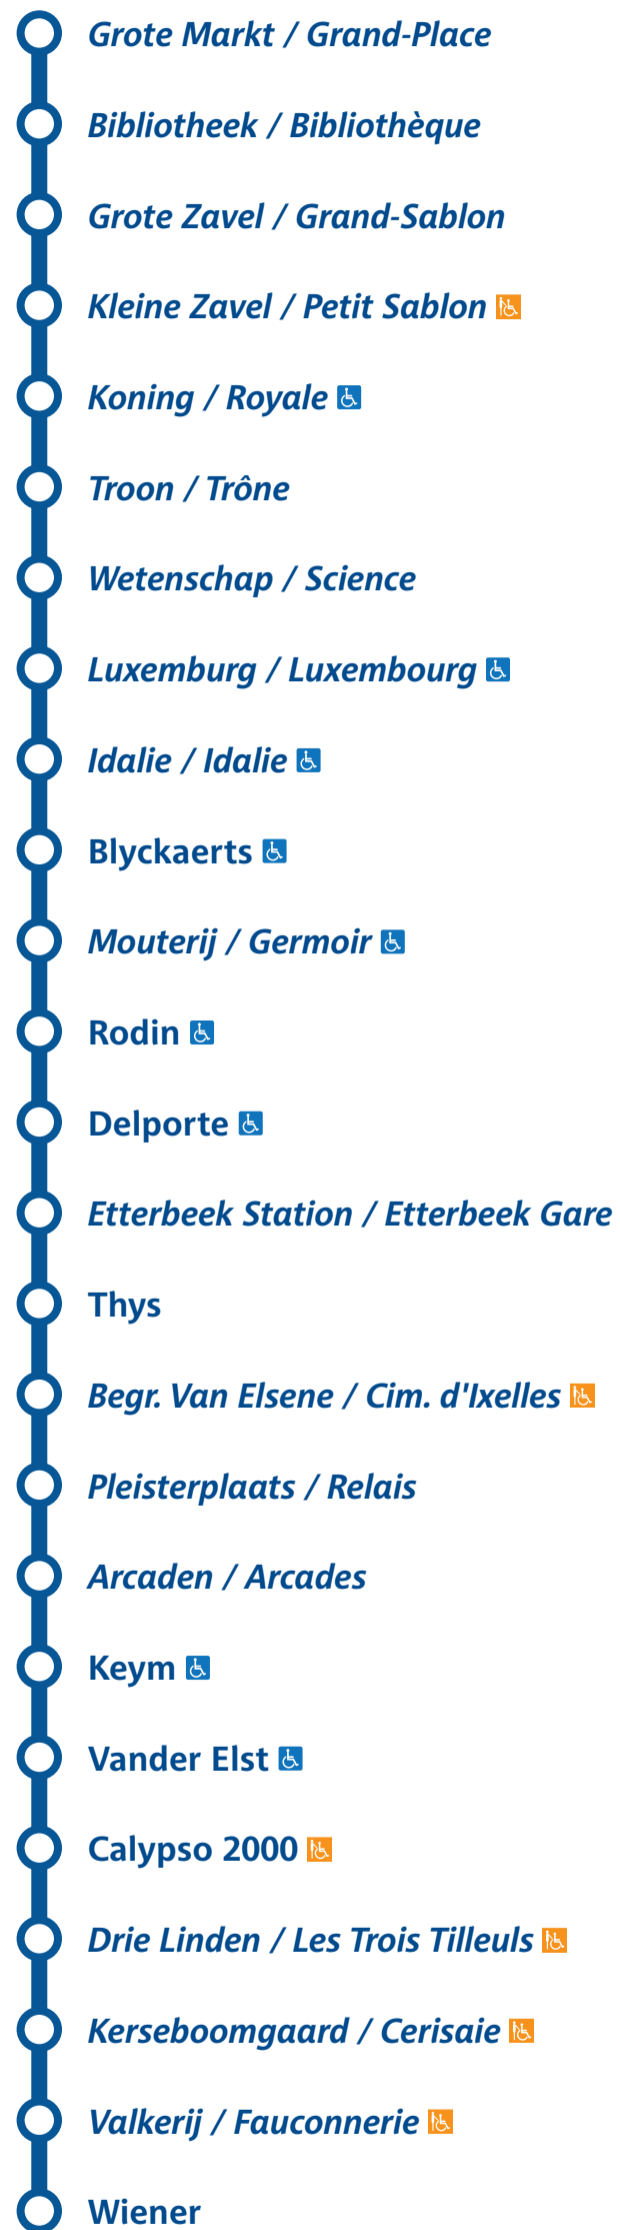 Grote Markt / Grand-Place
Bibliotheek / Bibliothèque
Grote Zavel / Grand-Sablon
Kleine Zavel / Petit Sablon
Koning / Royale
Troon / Trône
Wetenschap / Science
Luxemburg / Luxembourg
Idalie / Idalie
Blyckaerts
Mouterij / Germoir
Rodin
Delporte
Etterbeek Station / Etterbeek Gare
Thys
Begr. Van Elsene / Cim. d'Ixelles
Pleisterplaats / Relais
Arcaden / Arcades
Keym
Vander Elst
Calypso 2000
Drie Linden / Les Trois Tilleuls
Kerseboomgaard / Cerisaie
Valkerij / Fauconnerie
Wiener